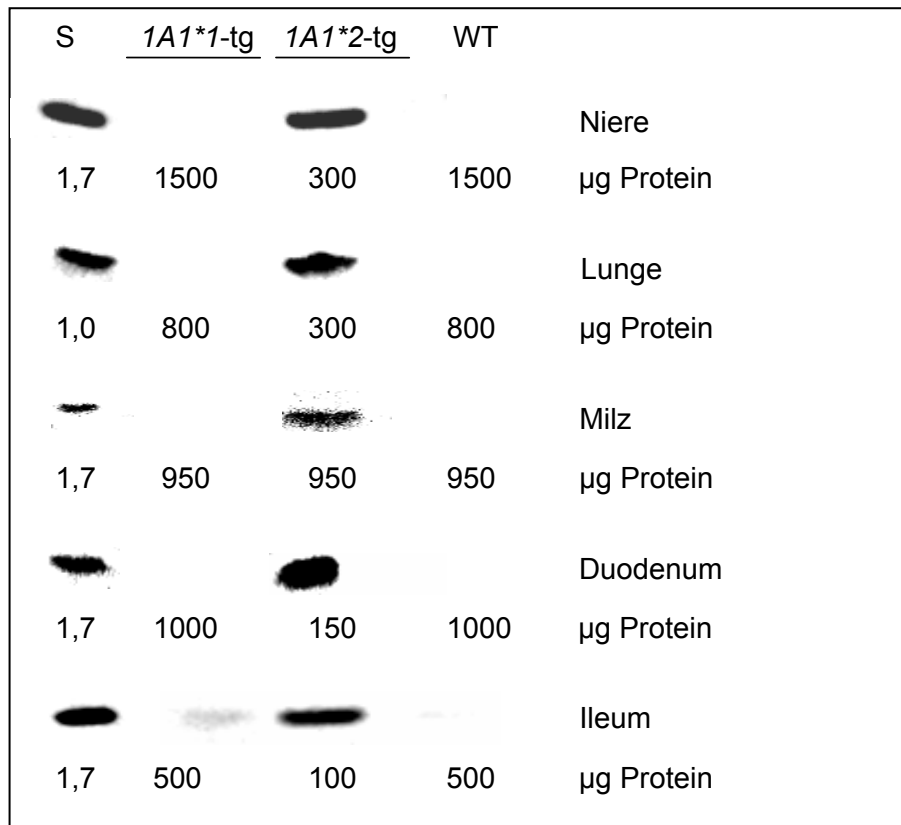 S 1A1*1-tg 1A1*2-tg WT
Niere
1,7 1500 300 1500 µg Protein
Lunge
1,0 800 300 800 µg Protein
Milz
1,7 950 950 950 µg Protein
Duodenum
1,7 1000 150 1000 µg Protein
Ileum
1,7 500 100 500 µg Protein